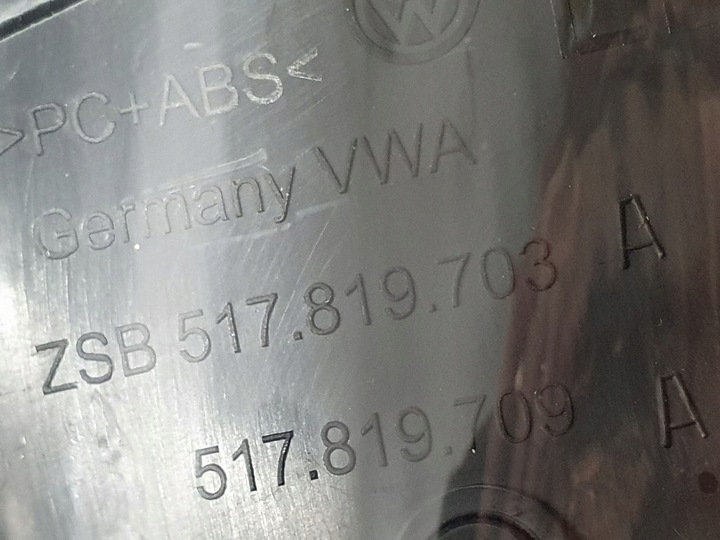 >PC+ABS<
Germany VWA
ZSB 517.819.703 A
517.819.709 A